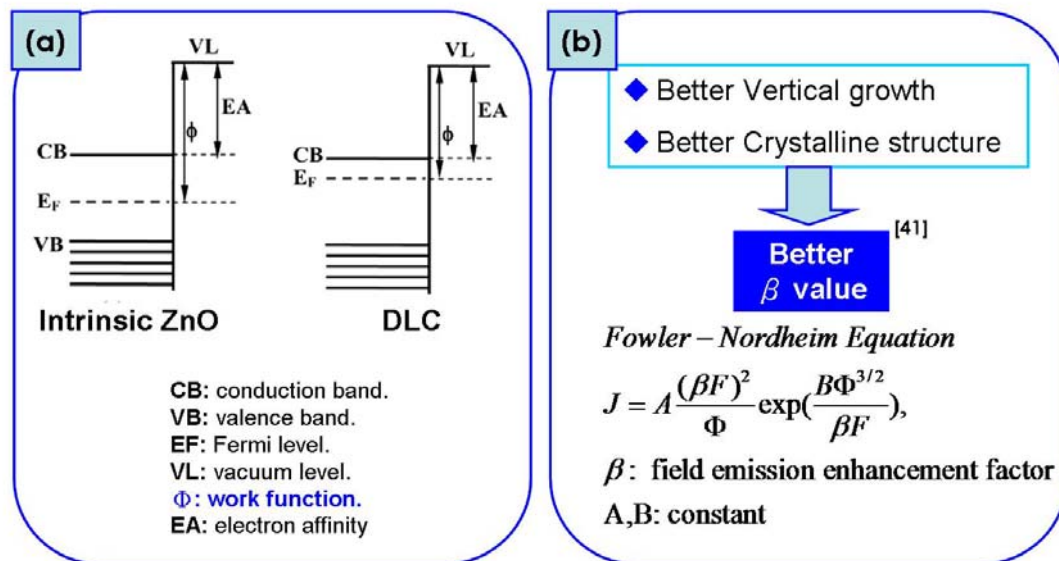 (a)
VL
EA
ϕ
CB
E_F
VB
Intrinsic ZnO
VL
EA
ϕ
CB
E_F
DLC
CB: conduction band.
VB: valence band.
EF: Fermi level.
VL: vacuum level.
Φ: work function.
EA: electron affinity
(b)
◆ Better Vertical growth
◆ Better Crystalline structure
[41]
Better
β value
Fowler – Nordheim Equation
J = A (βF)² / Φ exp( BΦ^{3/2} / βF ),
β: field emission enhancement factor
A,B: constant